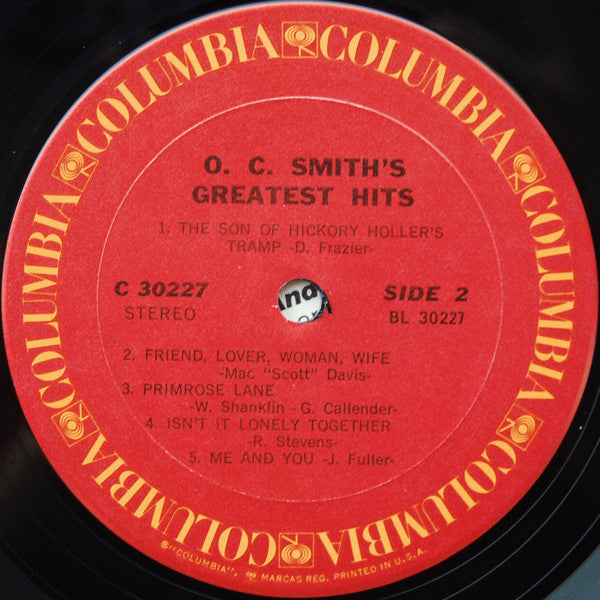 COLUMBIA COLUMBIA COLUMBIA COLUMBIA COLUMBIA COLUMBIA
O. C. SMITH'S
GREATEST HITS
1. THE SON OF HICKORY HOLLER'S
TRAMP -D. Frazier-
C 30227
SIDE 2
STEREO
BL 30227
and
2. FRIEND, LOVER, WOMAN, WIFE
-Mac "Scott" Davis-
3. PRIMROSE LANE
-W. Shanklin - G. Callender-
4. ISN'T IT LONELY TOGETHER
-R. Stevens-
5. ME AND YOU -J. Fuller-
℗"COLUMBIA", MARCAS REG. PRINTED IN U.S.A.